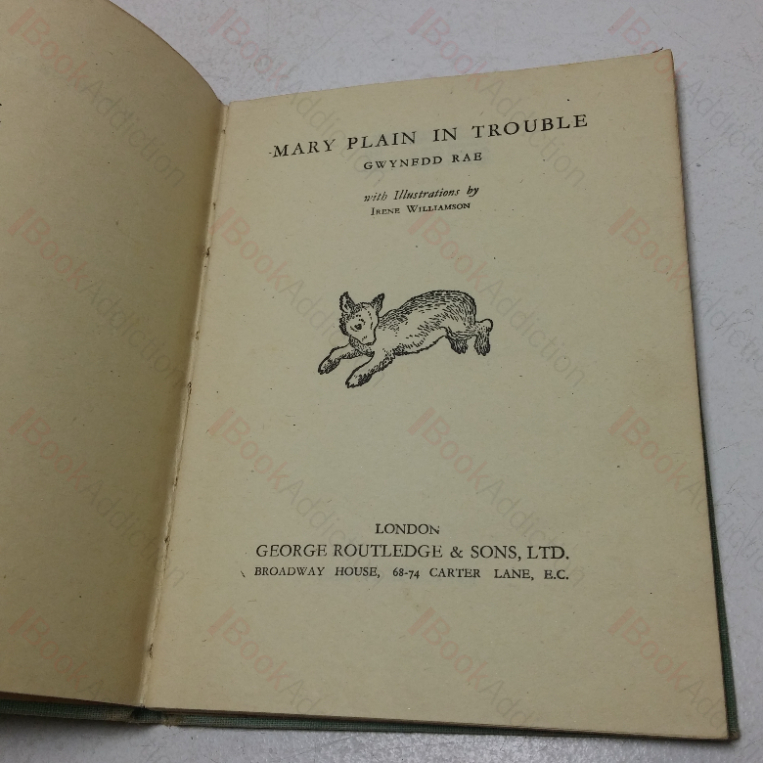 MARY PLAIN IN TROUBLE
GWYNEDD RAE
with Illustrations by
IRENE WILLIAMSON
LONDON
GEORGE ROUTLEDGE & SONS, LTD.
BROADWAY HOUSE, 68-74 CARTER LANE, E.C.
BookAddiction